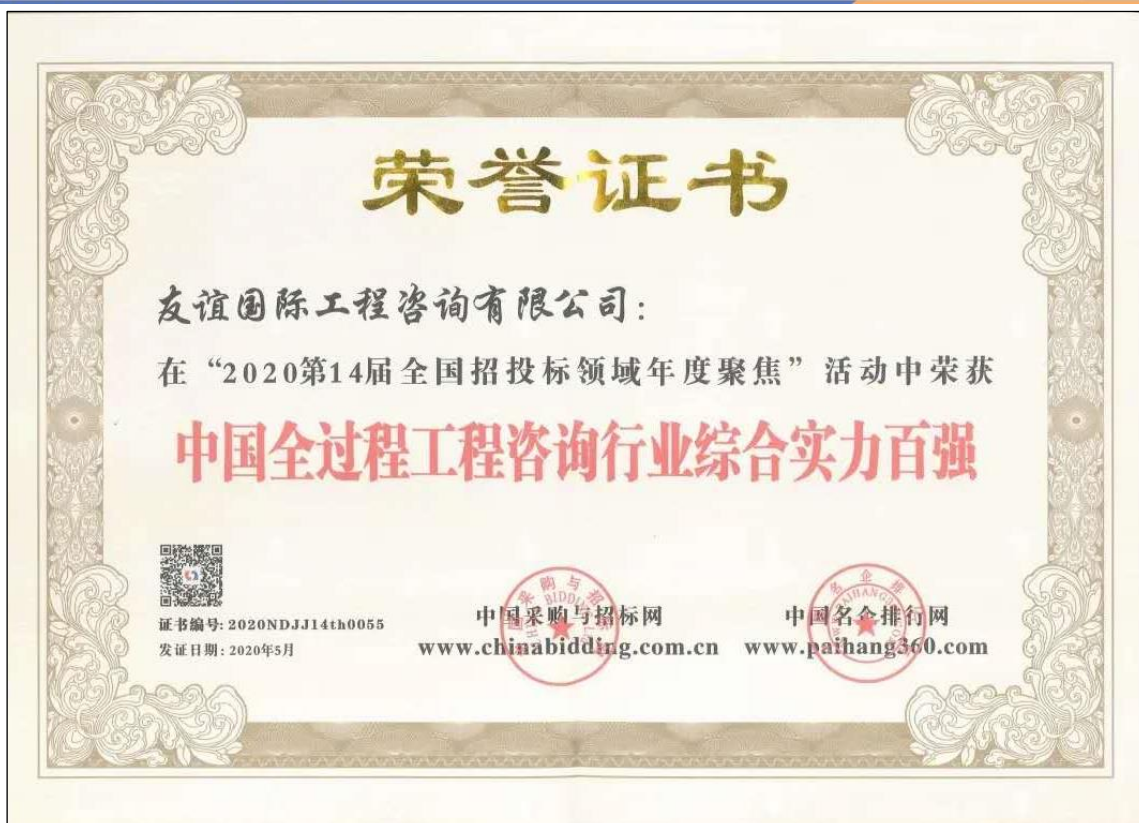 荣誉证书
友谊国际工程咨询有限公司：
在“2020第14届全国招投标领域年度聚焦”活动中荣获
中国全过程工程咨询行业综合实力百强
证书编号：2020NDJJ14th0055
发证日期：2020年5月
中国采购与招标网
www.chinabidding.com.cn
中国名企排行网
www.paihang360.com